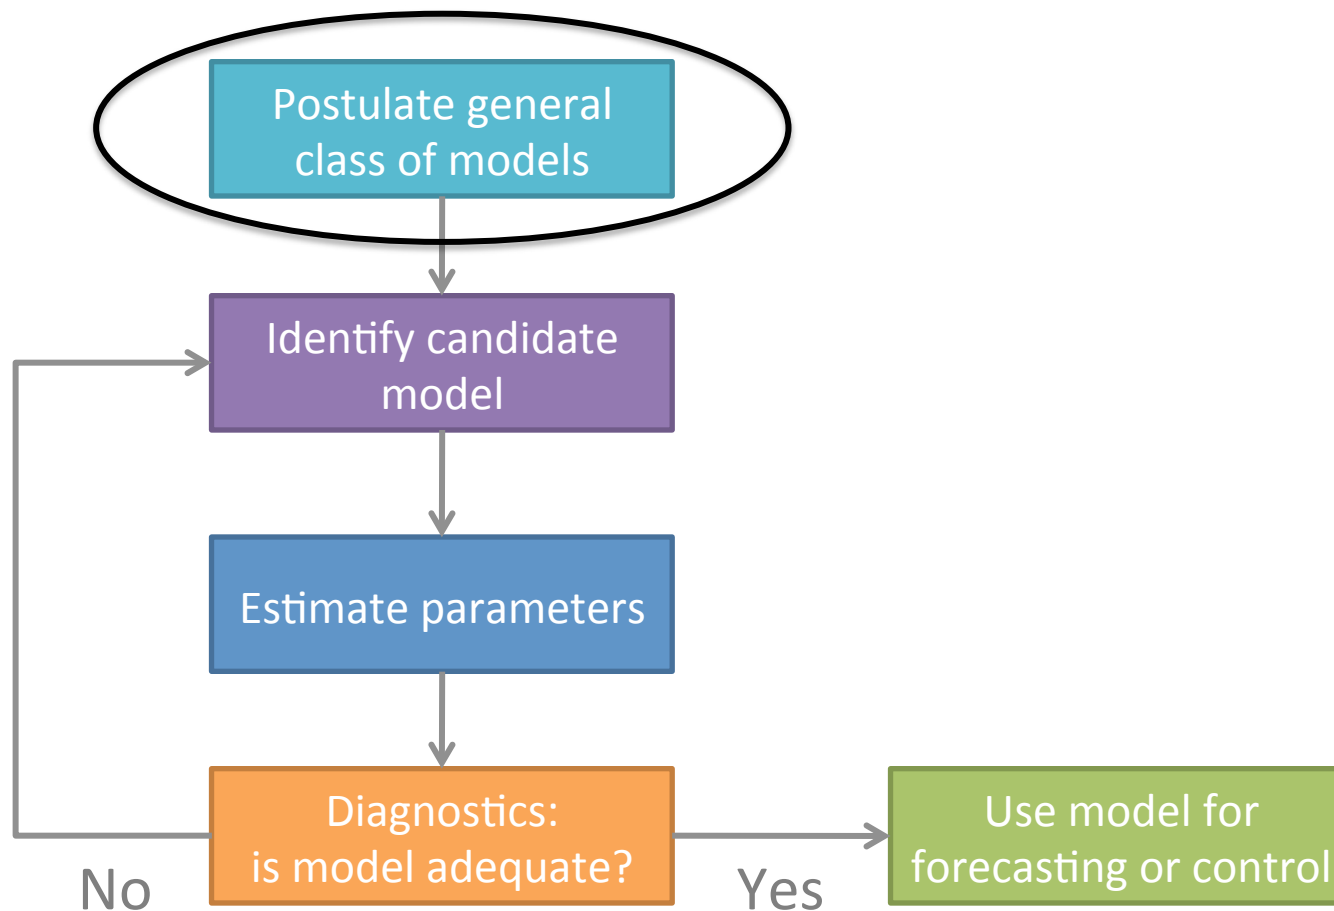 Postulate general
class of models
Identify candidate
model
Estimate parameters
Diagnostics:
is model adequate?
No
Yes
Use model for
forecasting or control